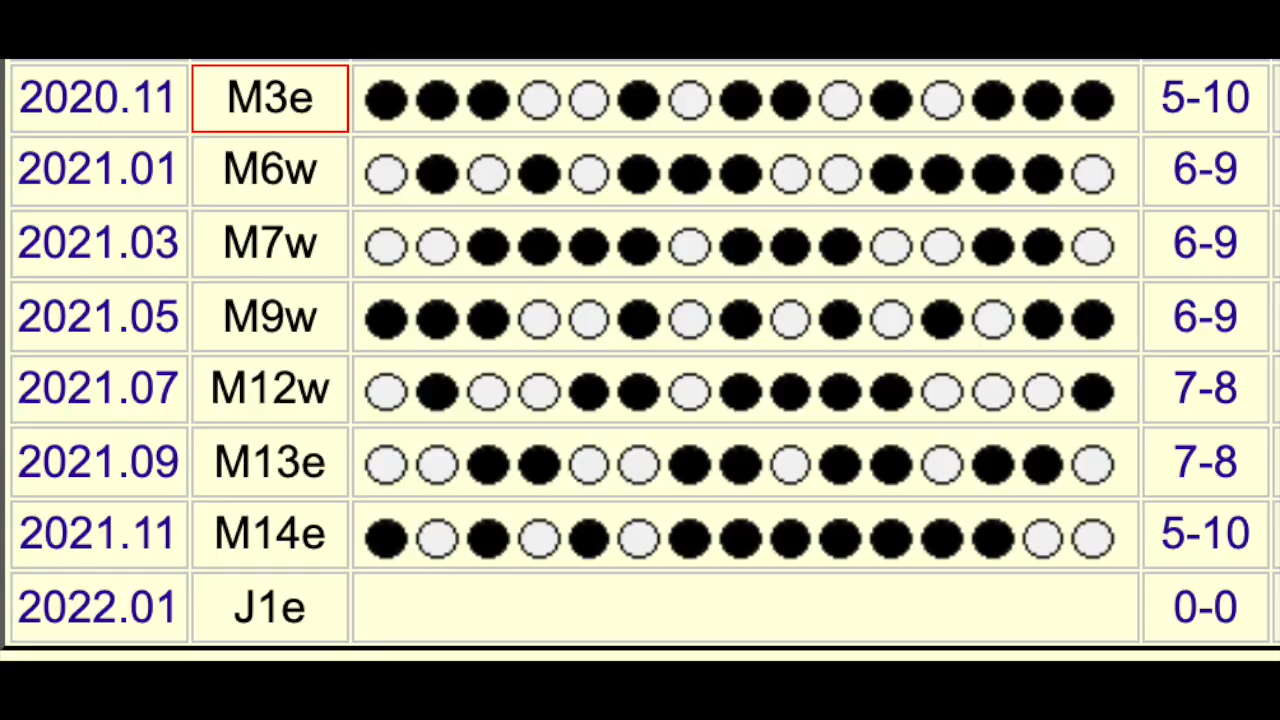 2020.11 M3e 5-10
2021.01 M6w 6-9
2021.03 M7w 6-9
2021.05 M9w 6-9
2021.07 M12w 7-8
2021.09 M13e 7-8
2021.11 M14e 5-10
2022.01 J1e 0-0